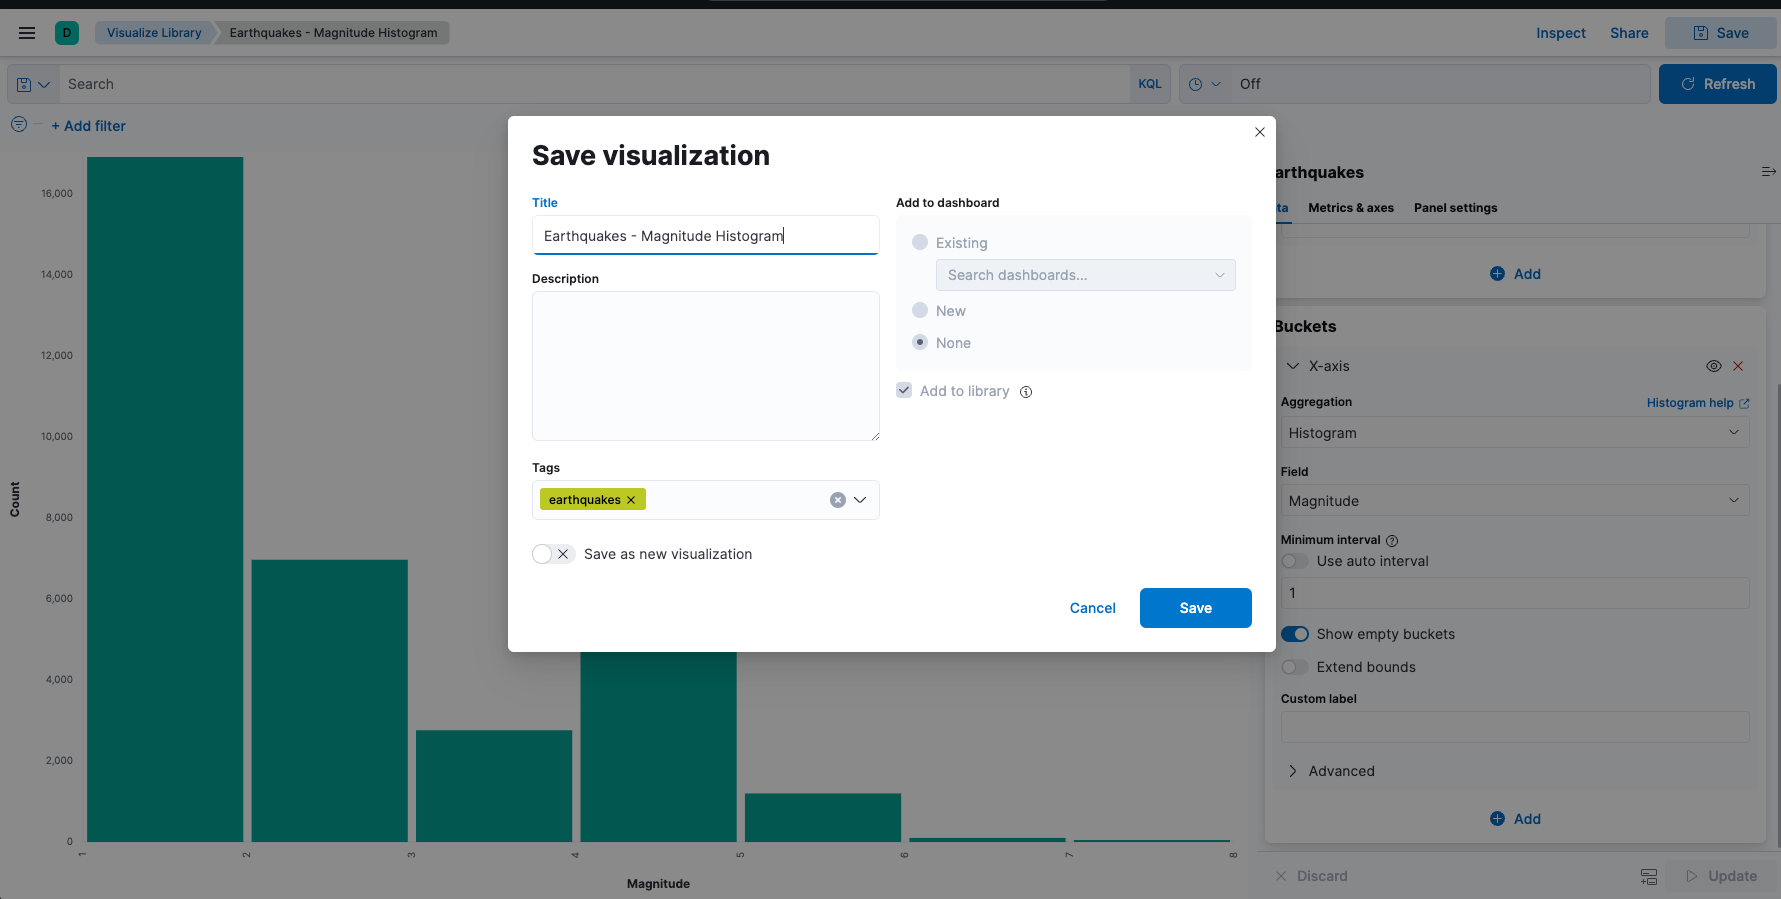 D
Visualize Library
Earthquakes - Magnitude Histogram
Inspect
Share
Save
Search
KQL
Off
Refresh
+ Add filter
Save visualization
Title
Earthquakes - Magnitude Histogram
Description
Tags
earthquakes
Save as new visualization
Add to dashboard
Existing
Search dashboards...
New
None
Add to library
Cancel
Save
arthquakes
ta
Metrics & axes
Panel settings
Add
Buckets
X-axis
Aggregation
Histogram help
Histogram
Field
Magnitude
Minimum interval
Use auto interval
1
Show empty buckets
Extend bounds
Custom label
Advanced
Add
Discard
Update
Count
16,000
14,000
12,000
10,000
8,000
6,000
4,000
2,000
0
1
2
3
4
5
6
7
8
Magnitude